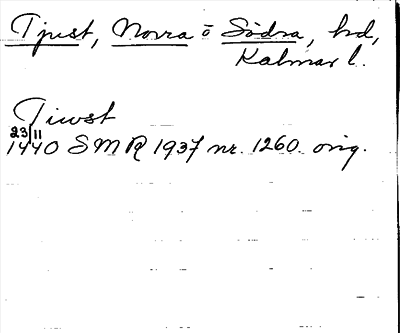 Tjust, Norra o Södra, hd,
Kalmar l.
Tiwst
23/11
1440 SMR 1937 nr. 1260. orig.